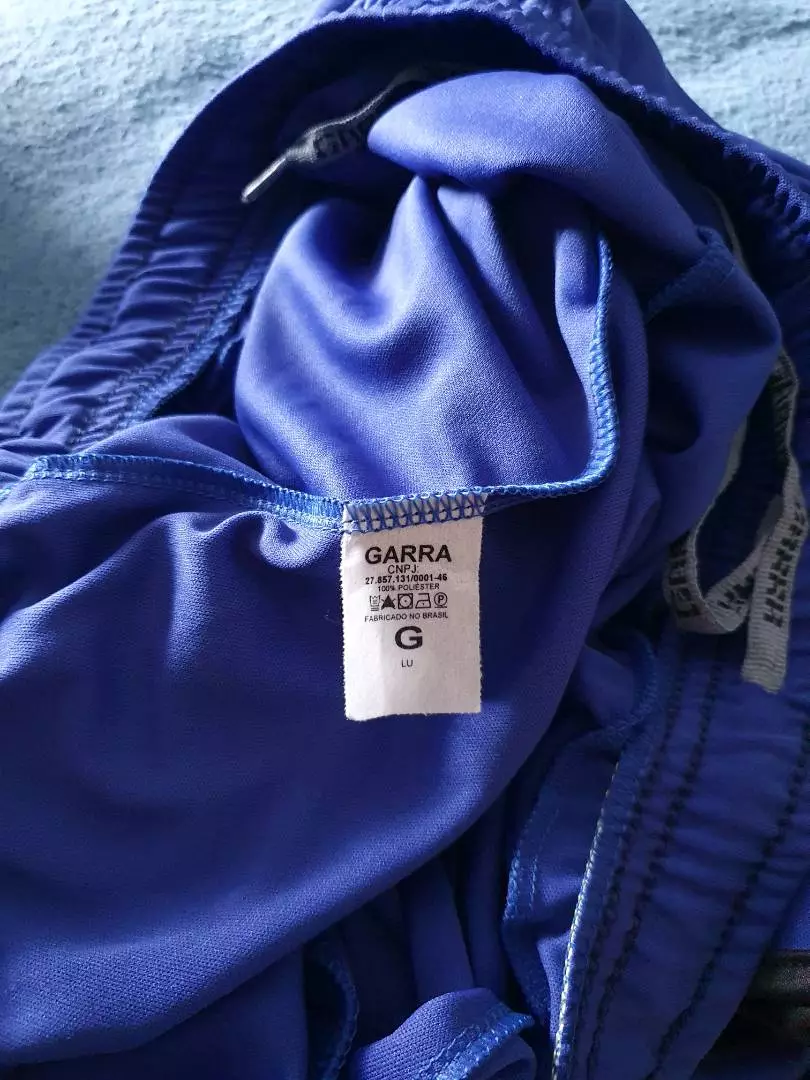 GARRA
CNPJ:
27.857.131/0001-46
100% POLIÉSTER
FABRICADO NO BRASIL
G
LU